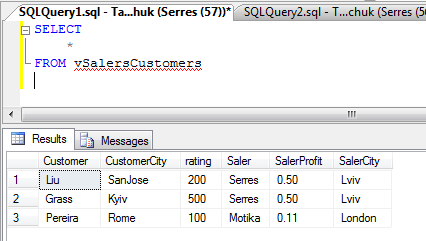 SQLQuery1.sql - Ta...chuk (Serres (57))* SQLQuery2.sql - T...chuk (Serres (5
SELECT
*
FROM vSalersCustomers
Results Messages
Customer CustomerCity rating Saler SalerProfit SalerCity
1 Liu SanJose 200 Serres 0.50 Lviv
2 Grass Kyiv 500 Serres 0.50 Lviv
3 Pereira Rome 100 Motika 0.11 London